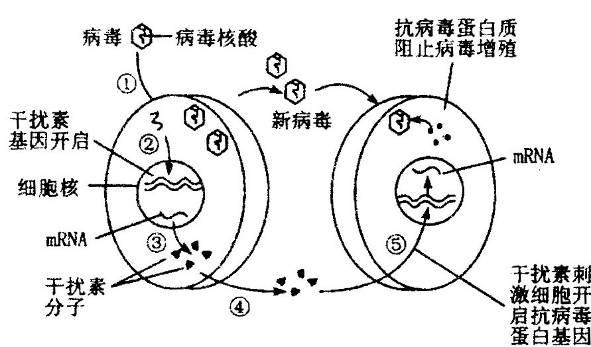 病毒
病毒核酸
抗病毒蛋白质
阻止病毒增殖
①
新病毒
干扰素
基因开启
②
mRNA
细胞核
mRNA
③
⑤
干扰素
分子
④
干扰素刺
激细胞开
启抗病毒
蛋白基因